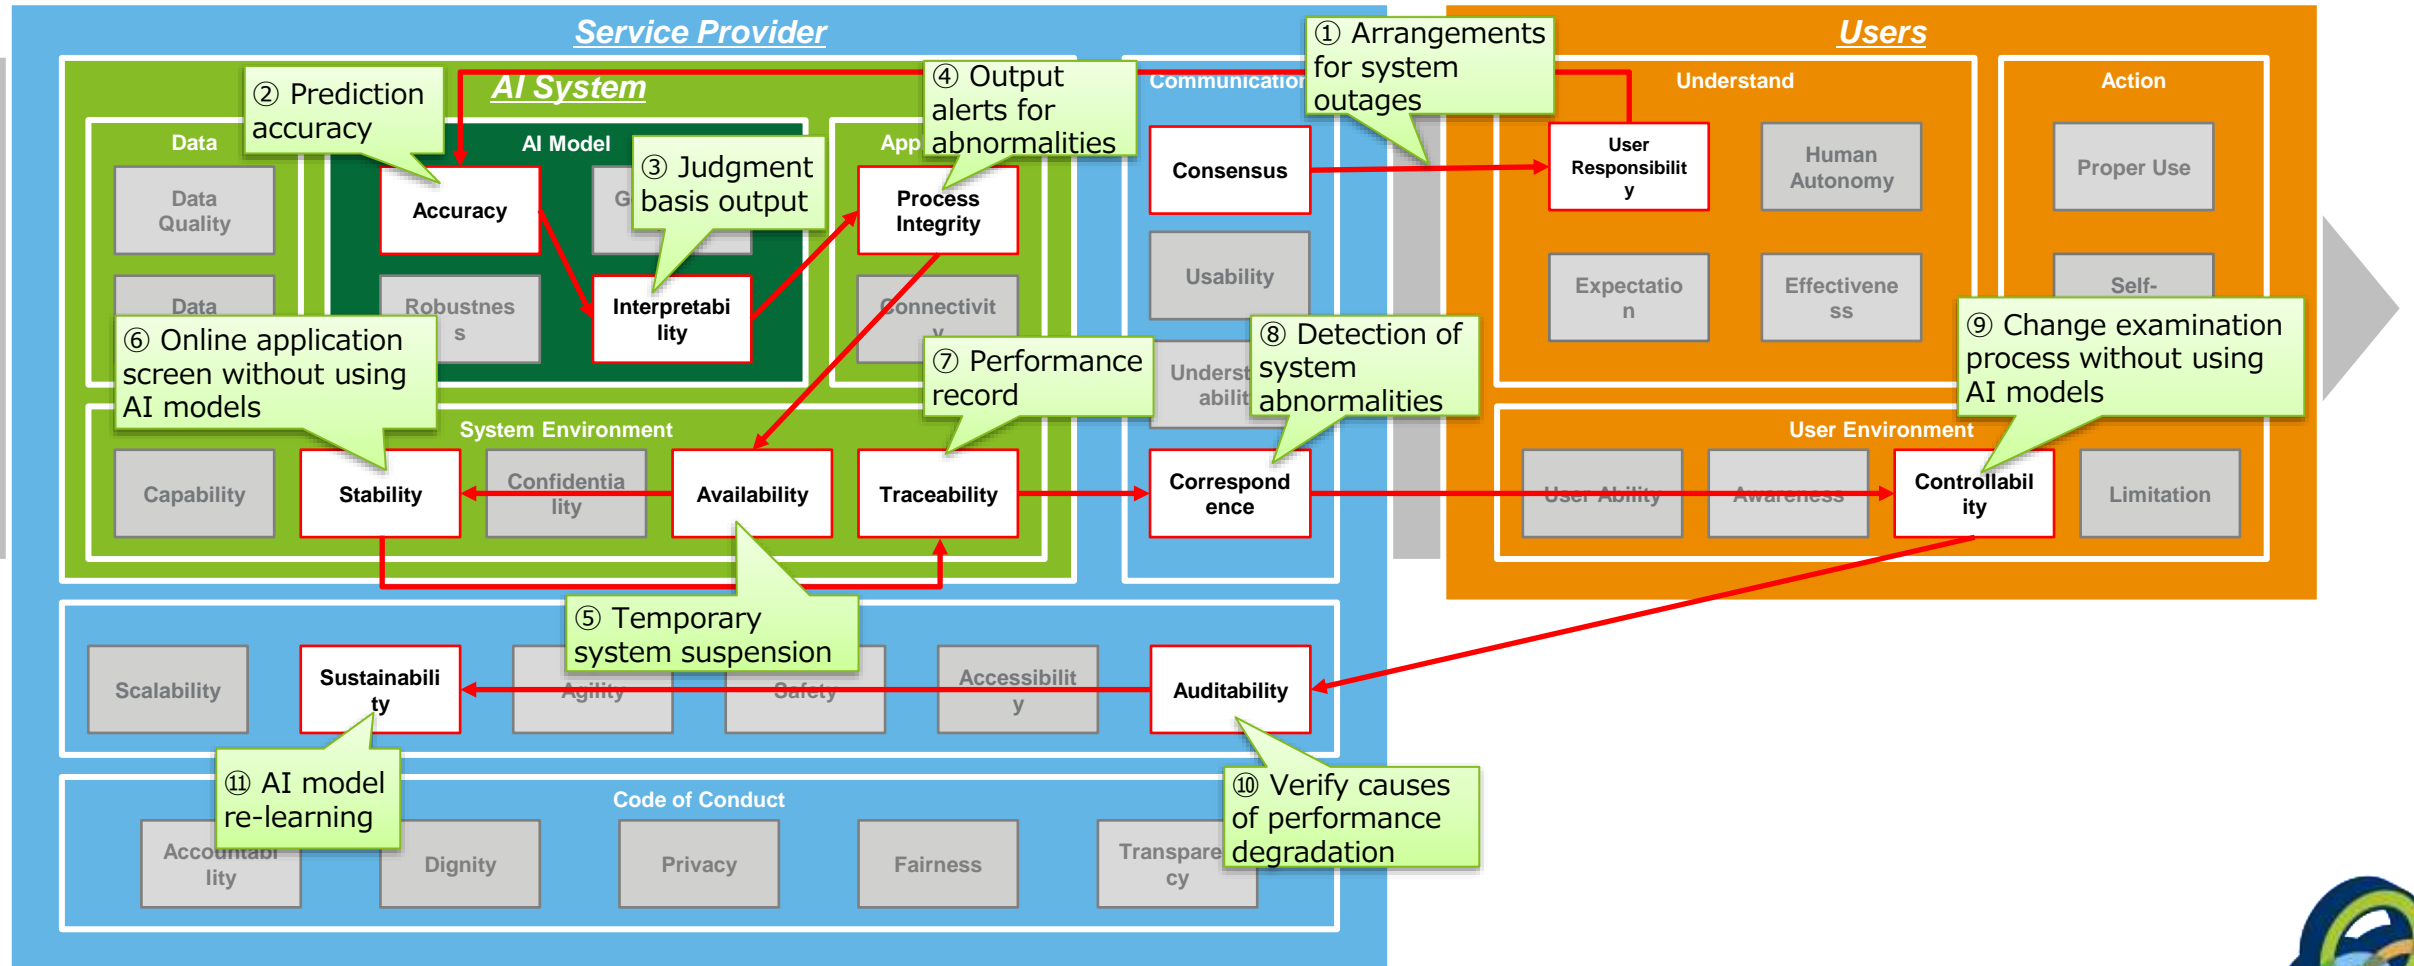 Service Provider
Users
① Arrangements
for system
outages
AI System
② Prediction
accuracy
④ Output
alerts for
abnormalities
Communication
Understand
Action
Data
AI Model
App
③ Judgment
basis output
Data
Quality
Accuracy
G
Process
Integrity
Consensus
User
Responsibilit
y
Human
Autonomy
Proper Use
Data
Robustnes
s
Interpretabi
lity
Connectivit
y
Usability
Expectatio
n
Effectivene
ss
Self-
⑥ Online application
screen without using
AI models
⑦ Performance
record
Underst
abilit
⑧ Detection of
system
abnormalities
⑨ Change examination
process without using
AI models
System Environment
User Environment
Capability
Stability
Confidentia
lity
Availability
Traceability
Correspond
ence
User Ability
Awareness
Controllabil
ity
Limitation
⑤ Temporary
system suspension
Scalability
Sustainabili
ty
Agility
Safety
Accessibilit
y
Auditability
⑪ AI model
re-learning
⑩ Verify causes
of performance
degradation
Code of Conduct
Accountabi
lity
Dignity
Privacy
Fairness
Transpare
cy